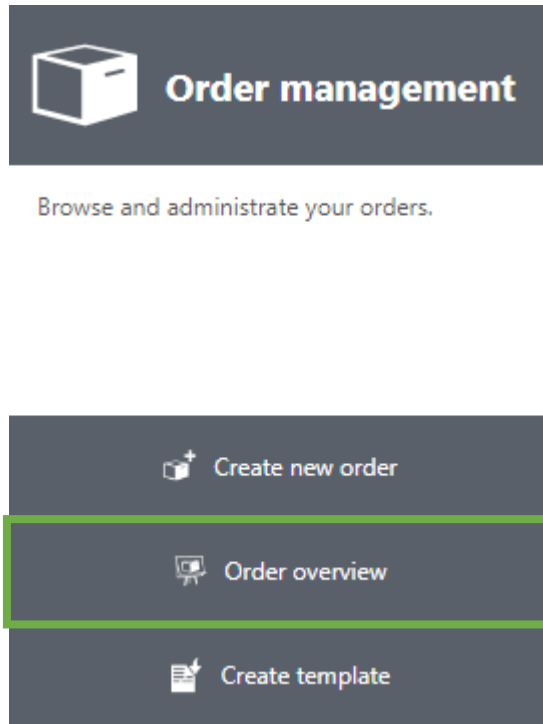 Order management
Browse and administrate your orders.
Create new order
Order overview
Create template